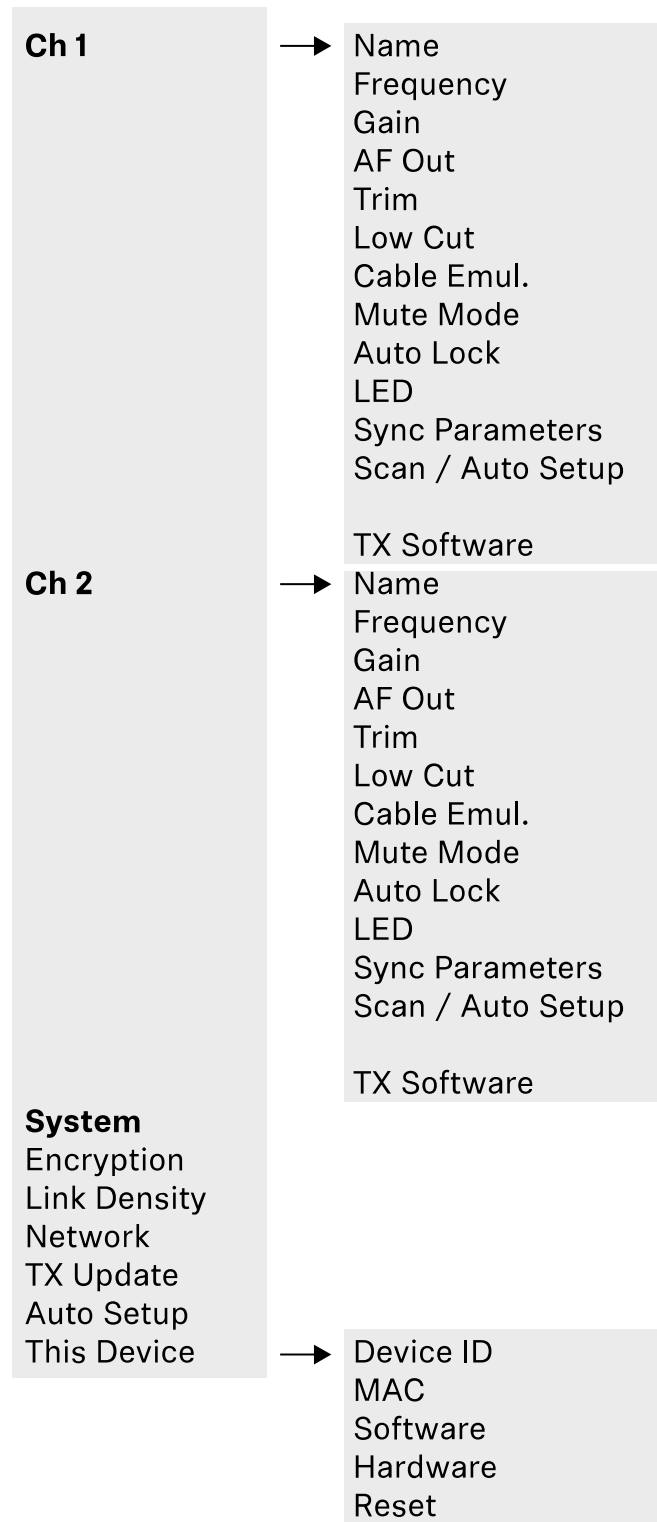 Ch 1
Name
Frequency
Gain
AF Out
Trim
Low Cut
Cable Emul.
Mute Mode
Auto Lock
LED
Sync Parameters
Scan / Auto Setup
TX Software
Ch 2
Name
Frequency
Gain
AF Out
Trim
Low Cut
Cable Emul.
Mute Mode
Auto Lock
LED
Sync Parameters
Scan / Auto Setup
TX Software
System
Encryption
Link Density
Network
TX Update
Auto Setup
This Device
Device ID
MAC
Software
Hardware
Reset